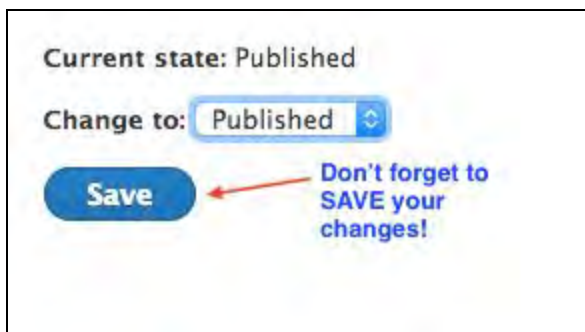 Current state: Published
Change to: Published
Save
Don't forget to
SAVE your
changes!